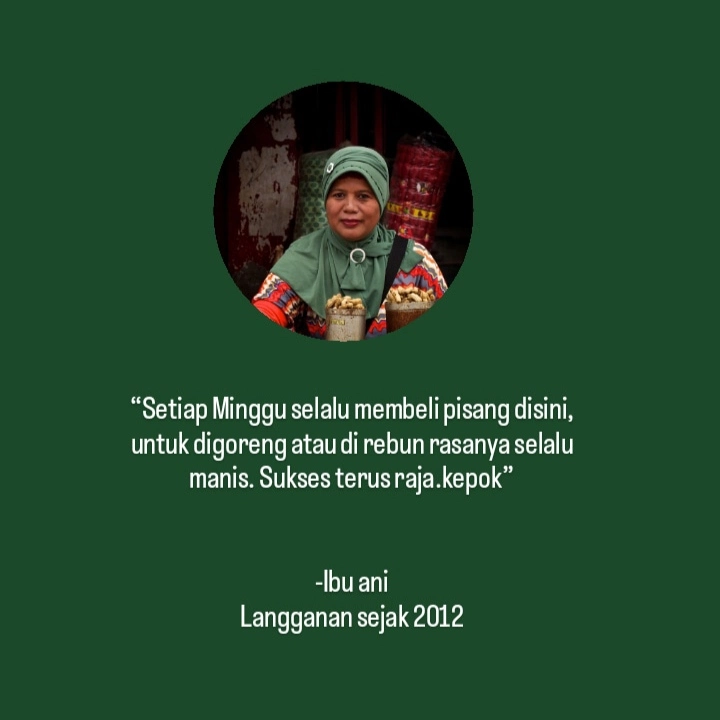 “Setiap Minggu selalu membeli pisang disini,
untuk digoreng atau di rebun rasanya selalu
manis. Sukses terus raja.kepok”
-Ibu ani
Langganan sejak 2012